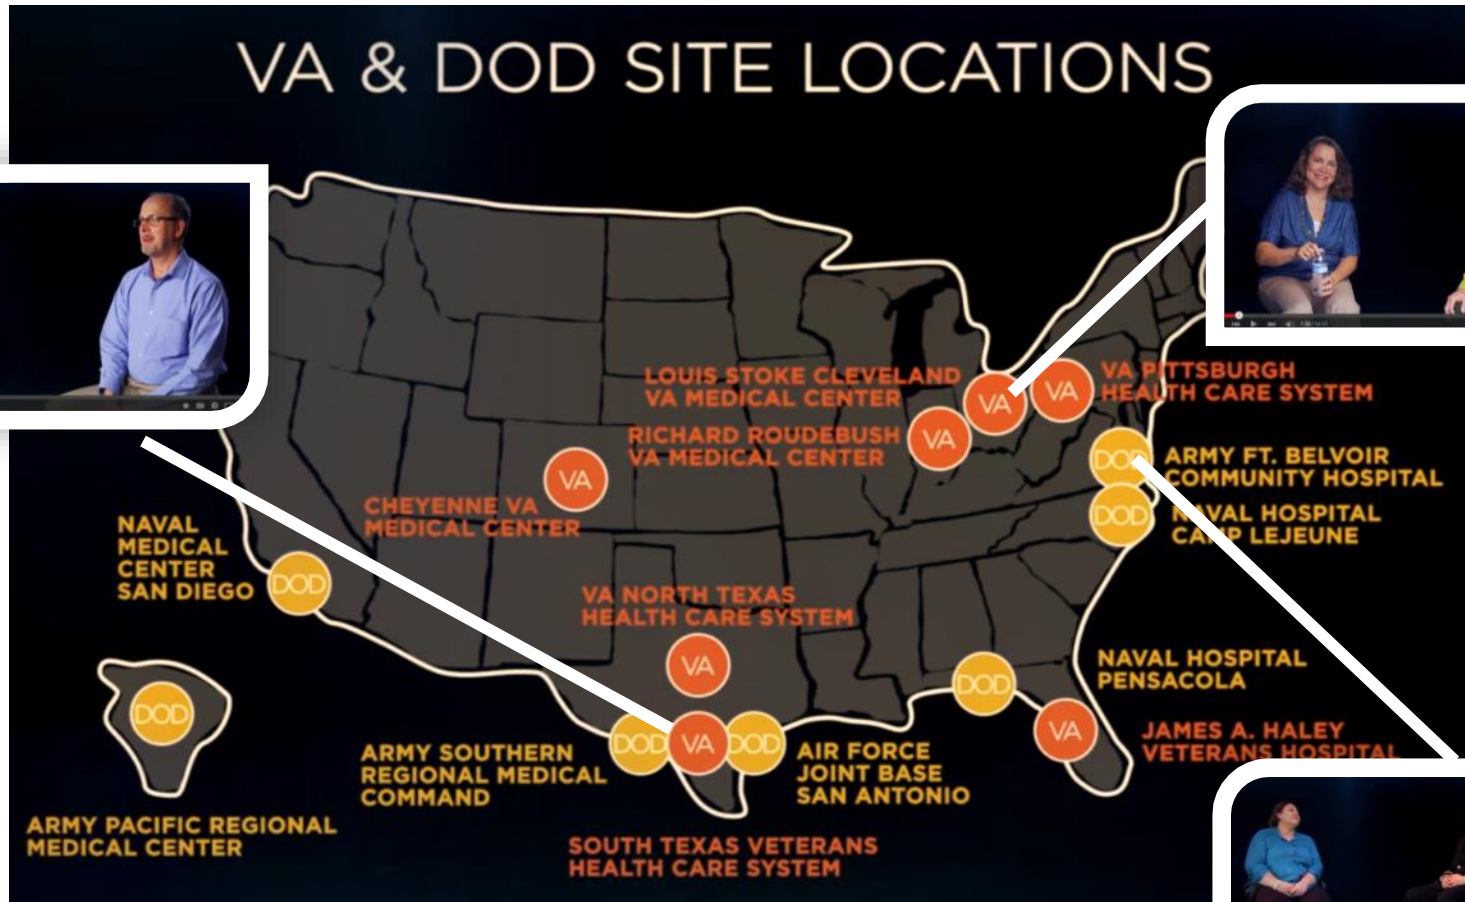 VA & DOD SITE LOCATIONS
LOUIS STOKE CLEVELAND
VA MEDICAL CENTER
VA
VA
VA PITTSBURGH
HEALTH CARE SYSTEM
RICHARD ROUDEBUSH
VA MEDICAL CENTER
VA
DOD
ARMY FT. BELVOIR
COMMUNITY HOSPITAL
VA
CHEYENNE VA
MEDICAL CENTER
DOD
NAVAL HOSPITAL
CAMP LEJEUNE
NAVAL
MEDICAL
CENTER
SAN DIEGO
DOD
VA NORTH TEXAS
HEALTH CARE SYSTEM
VA
DOD
NAVAL HOSPITAL
PENSACOLA
DOD
VA
JAMES A. HALEY
VETERANS HOSPITAL
ARMY SOUTHERN
REGIONAL MEDICAL
COMMAND
DOD
VA
DOD
AIR FORCE
JOINT BASE
SAN ANTONIO
ARMY PACIFIC REGIONAL
MEDICAL CENTER
SOUTH TEXAS VETERANS
HEALTH CARE SYSTEM